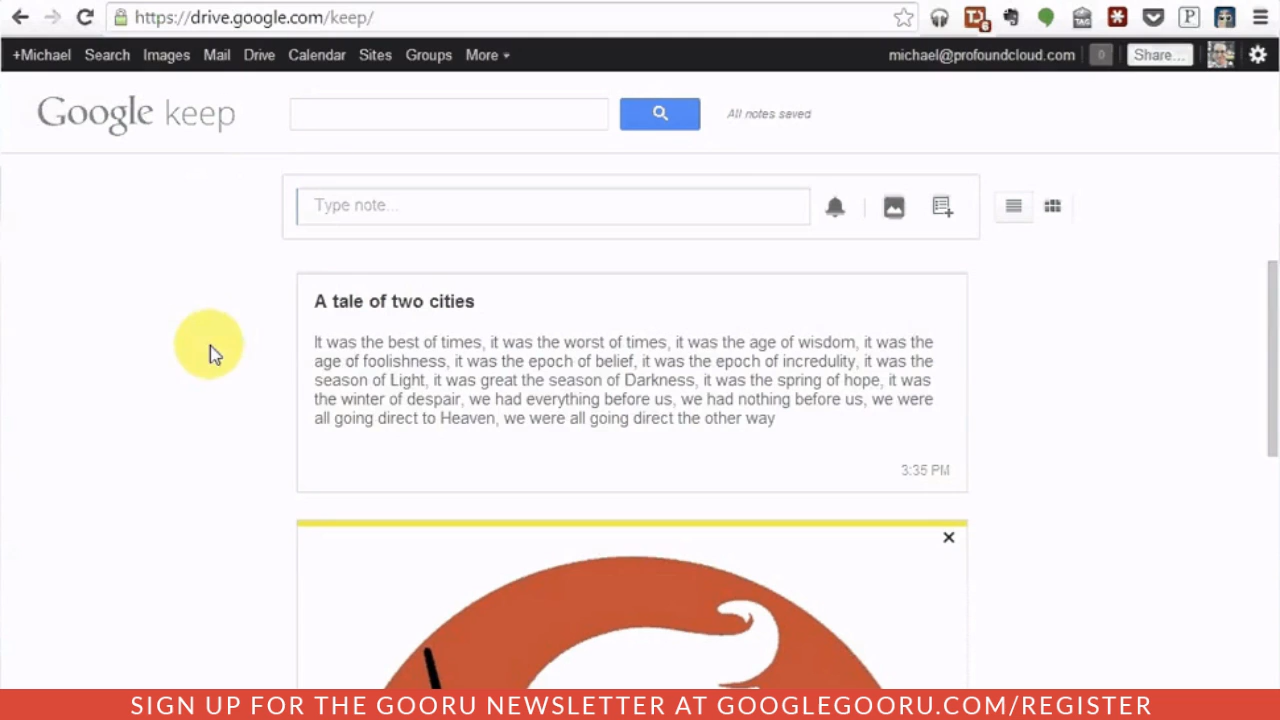 https://drive.google.com/keep/
TD 6 TAG P
+Michael Search Images Mail Drive Calendar Sites Groups More michael@profoundcloud.com 0 Share...
Google keep All notes saved
Type note...
A tale of two cities
It was the best of times, it was the worst of times, it was the age of wisdom, it was the
age of foolishness, it was the epoch of belief, it was the epoch of incredulity, it was the
season of Light, it was great the season of Darkness, it was the spring of hope, it was
the winter of despair, we had everything before us, we had nothing before us, we were
all going direct to Heaven, we were all going direct the other way
3:35 PM
SIGN UP FOR THE GOORU NEWSLETTER AT GOOGLEGOORU.COM/REGISTER